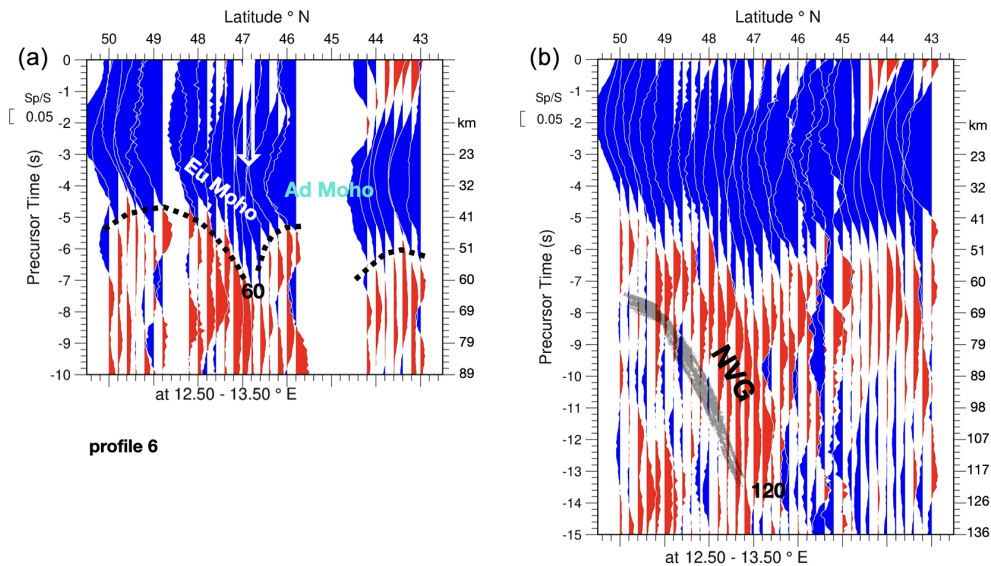 (a)
Latitude ° N
50 49 48 47 46 45 44 43
Sp/S
0.05
Precursor Time (s)
0
-1
-2
-3
-4
-5
-6
-7
-8
-9
-10
km
23
32
41
51
60
69
79
89
Eu Moho
Ad Moho
60
at 12.50 - 13.50 ° E
profile 6
(b)
Latitude ° N
50 49 48 47 46 45 44 43
Sp/S
0.05
Precursor Time (s)
0
-1
-2
-3
-4
-5
-6
-7
-8
-9
-10
-11
-12
-13
-14
-15
km
23
32
41
51
60
69
79
89
98
107
117
126
136
NVG
120
at 12.50 - 13.50 ° E